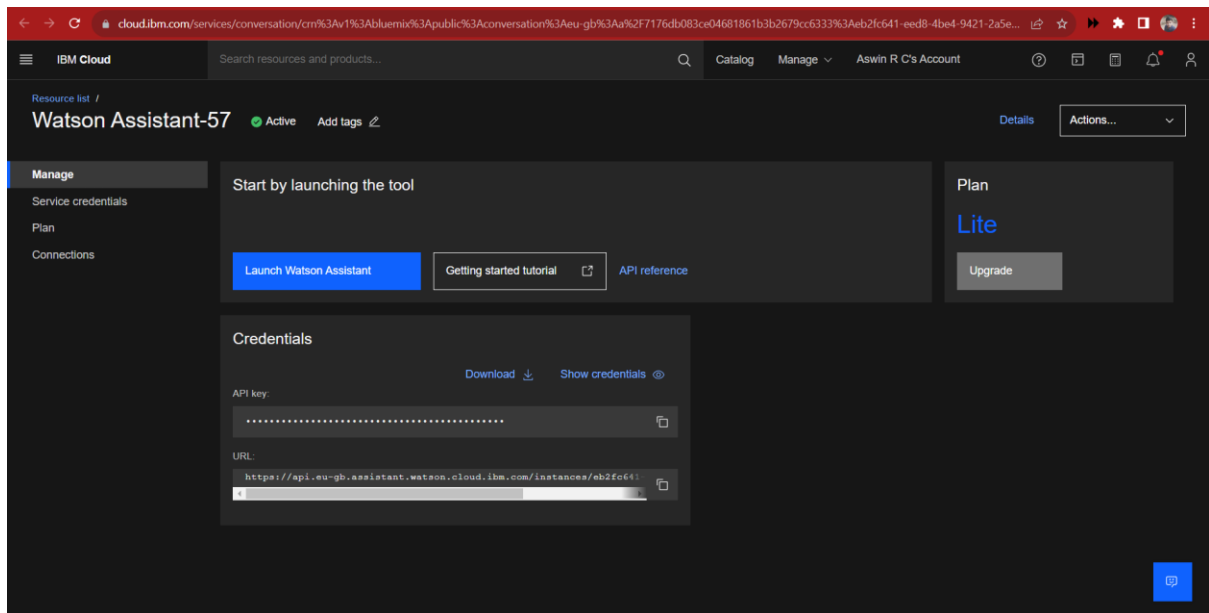 cloud.ibm.com/services/conversation/crn%3Av1%3Abluemix%3Apublic%3Aconversation%3Aeu-gb%3Aa%2F7176db083ce04681861b3b2679cc6333%3Aeb2fc641-eed8-4be4-9421-2a5e...
IBM Cloud Search resources and products... Catalog Manage Aswin R C's Account
Resource list /
Watson Assistant-57 Active Add tags Details Actions...
Manage
Service credentials
Plan
Connections
Start by launching the tool
Launch Watson Assistant Getting started tutorial API reference
Plan
Lite
Upgrade
Credentials
Download Show credentials
API key:
••••••••••••••••••••••••••••••••••••••••••••
URL:
https://api.eu-gb.assistant.watson.cloud.ibm.com/instances/eb2fc641-